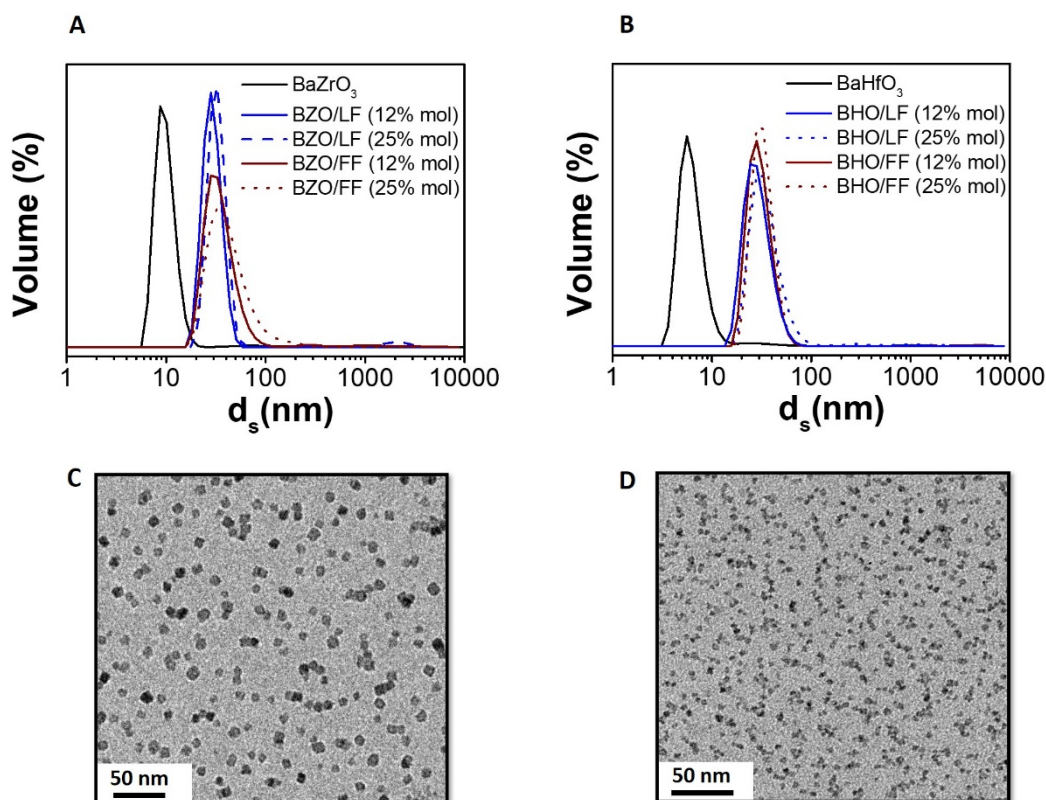 A
Volume (%)
BaZrO₃
BZO/LF (12% mol)
BZO/LF (25% mol)
BZO/FF (12% mol)
BZO/FF (25% mol)
1 10 100 1000 10000
dₛ(nm)
B
Volume (%)
BaHfO₃
BHO/LF (12% mol)
BHO/LF (25% mol)
BHO/FF (12% mol)
BHO/FF (25% mol)
1 10 100 1000 10000
dₛ(nm)
C
50 nm
D
50 nm